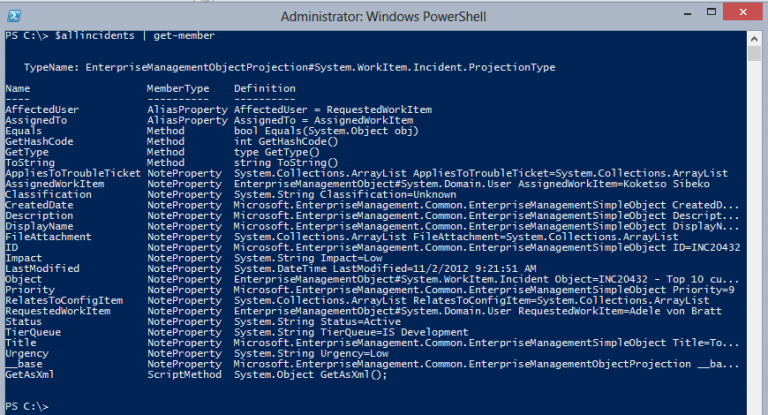 Administrator: Windows PowerShell
PS C:\> $allincidents | get-member
TypeName: EnterpriseManagementObjectProjection#System.WorkItem.Incident.ProjectionType
Name MemberType Definition
---- ---------- ----------
AffectedUser AliasProperty AffectedUser = RequestedWorkItem
AssignedTo AliasProperty AssignedTo = AssignedWorkItem
Equals Method bool Equals(System.Object obj)
GetHashCode Method int GetHashCode()
GetType Method type GetType()
ToString Method string ToString()
AppliesToTroubleTicket NoteProperty System.Collections.ArrayList AppliesToTroubleTicket=System.Collections.ArrayList
AssignedWorkItem NoteProperty EnterpriseManagementObject#System.Domain.User AssignedWorkItem=Koketso Sibeko
Classification NoteProperty System.String Classification=Unknown
CreatedDate NoteProperty Microsoft.EnterpriseManagement.Common.EnterpriseManagementSimpleObject CreatedD...
Description NoteProperty Microsoft.EnterpriseManagement.Common.EnterpriseManagementSimpleObject Descript...
DisplayName NoteProperty Microsoft.EnterpriseManagement.Common.EnterpriseManagementSimpleObject DisplayN...
FileAttachment NoteProperty System.Collections.ArrayList FileAttachment=System.Collections.ArrayList
ID NoteProperty Microsoft.EnterpriseManagement.Common.EnterpriseManagementSimpleObject ID=INC20432
Impact NoteProperty System.String Impact=Low
LastModified NoteProperty System.DateTime LastModified=11/2/2012 9:21:51 AM
Object NoteProperty EnterpriseManagementObject#System.WorkItem.Incident Object=INC20432 - Top 10 cu...
Priority NoteProperty Microsoft.EnterpriseManagement.Common.EnterpriseManagementSimpleObject Priority=9
RelatesToConfigItem NoteProperty System.Collections.ArrayList RelatesToConfigItem=System.Collections.ArrayList
RequestedWorkItem NoteProperty EnterpriseManagementObject#System.Domain.User RequestedWorkItem=Adele von Bratt
Status NoteProperty System.String Status=Active
TierQueue NoteProperty System.String TierQueue=IS Development
Title NoteProperty Microsoft.EnterpriseManagement.Common.EnterpriseManagementSimpleObject Title=To...
Urgency NoteProperty System.String Urgency=Low
__base NoteProperty Microsoft.EnterpriseManagement.Common.EnterpriseManagementObjectProjection __ba...
GetAsXml ScriptMethod System.Object GetAsXml();
PS C:\>